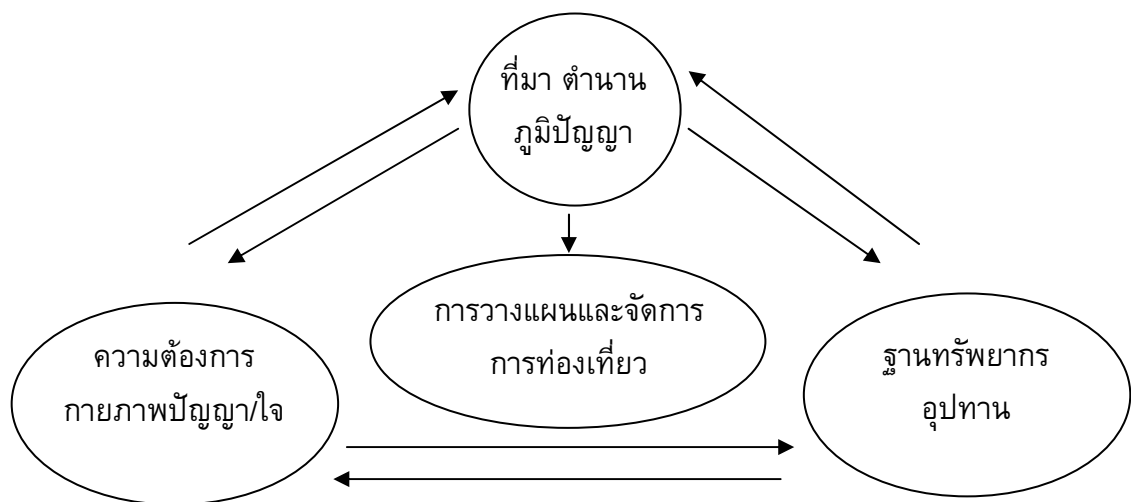 ที่มา ตำนาน
ภูมิปัญญา
การวางแผนและจัดการ
การท่องเที่ยว
ความต้องการ
กายภาพปัญญา/ใจ
ฐานทรัพยากร
อุปทาน